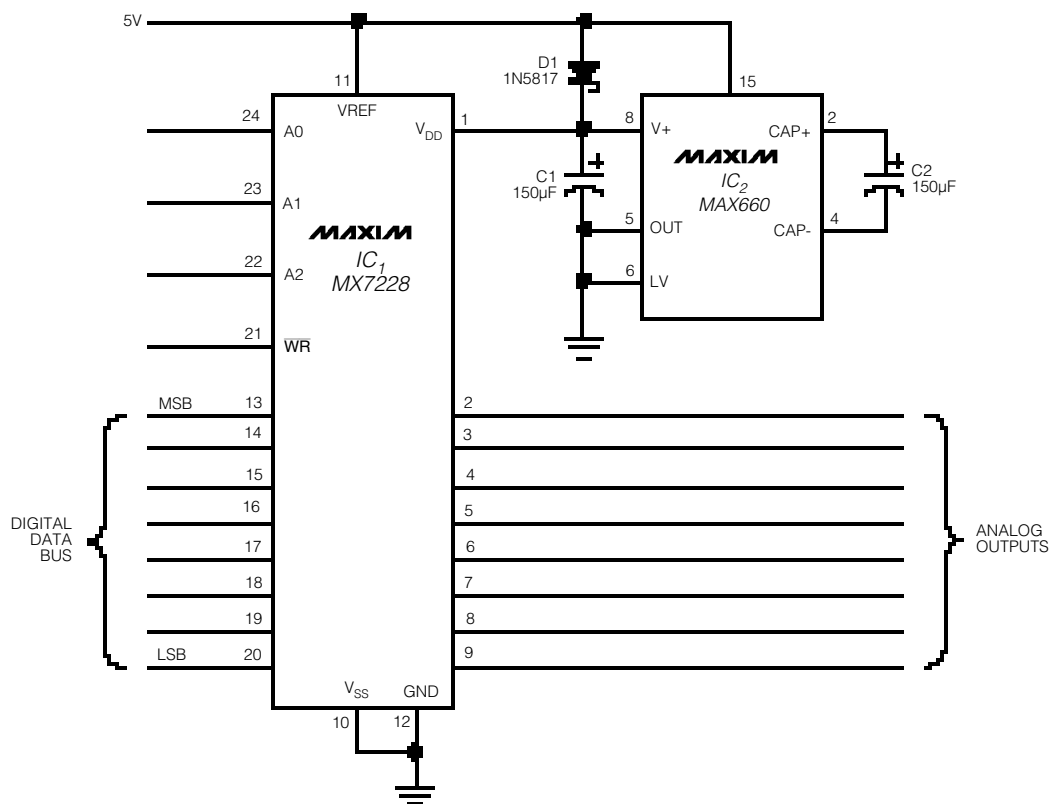 5V
11
VREF
24
A0
23
A1
22
A2
21
WR
1
VDD
MAXIM
IC1
MX7228
D1
1N5817
C1
150µF
+
15
8
V+
2
CAP+
MAXIM
IC2
MAX660
5
OUT
4
CAP-
6
LV
+
C2
150µF
DIGITAL
DATA
BUS
MSB
13
14
15
16
17
18
19
LSB
20
2
3
4
5
6
7
8
9
ANALOG
OUTPUTS
VSS
GND
10
12